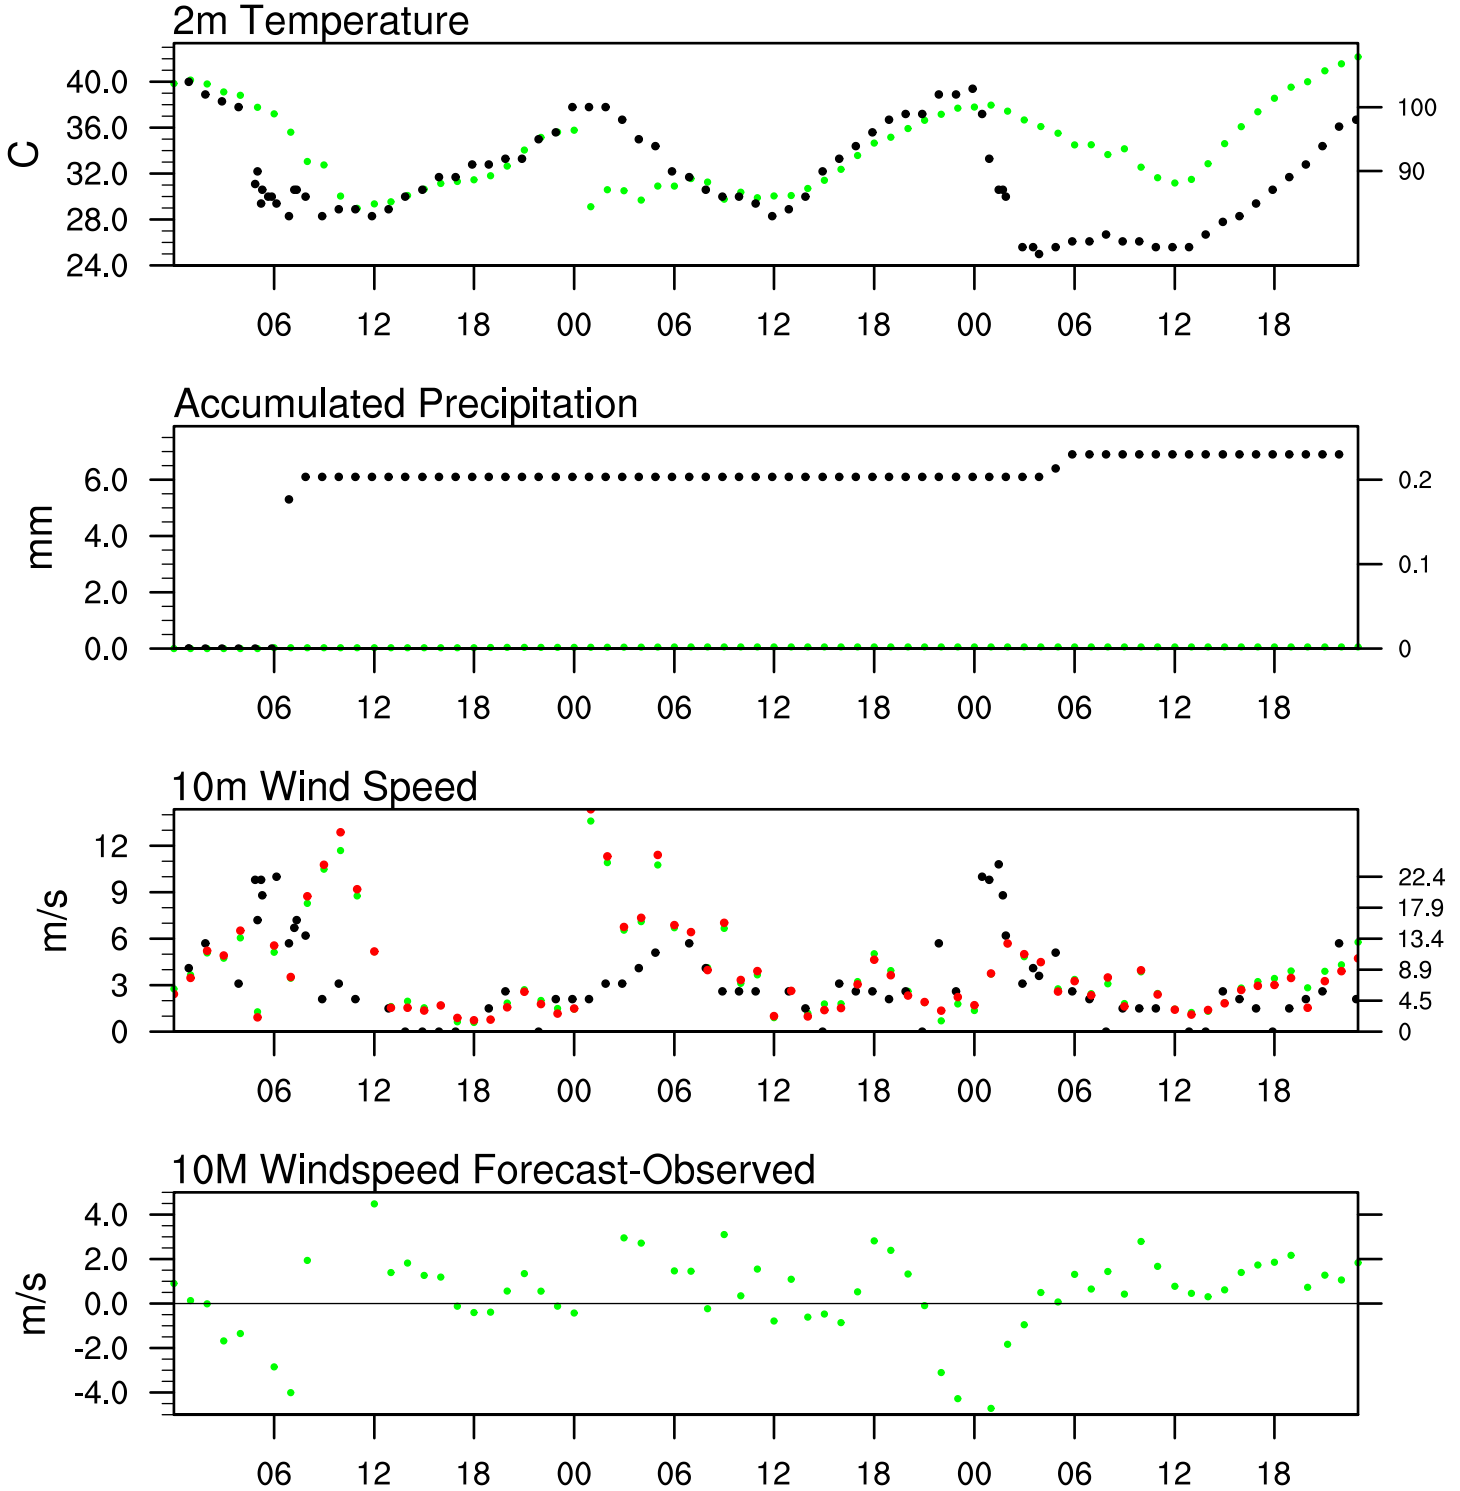 2m Temperature
40.0
36.0
32.0
28.0
24.0
C
100
90
06 12 18 00 06 12 18 00 06 12 18
Accumulated Precipitation
6.0
4.0
2.0
0.0
mm
0.2
0.1
0
06 12 18 00 06 12 18 00 06 12 18
10m Wind Speed
12
9
6
3
0
m/s
22.4
17.9
13.4
8.9
4.5
0
06 12 18 00 06 12 18 00 06 12 18
10M Windspeed Forecast-Observed
4.0
2.0
0.0
-2.0
-4.0
m/s
06 12 18 00 06 12 18 00 06 12 18